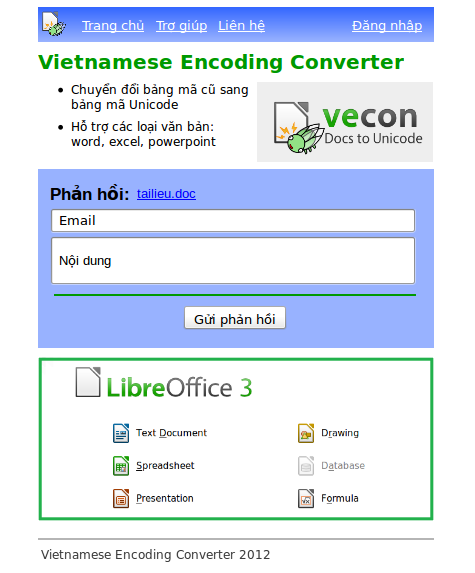 Trang chủ Trợ giúp Liên hệ Đăng nhập
Vietnamese Encoding Converter
Chuyển đổi bảng mã cũ sang
bảng mã Unicode
Hỗ trợ các loại văn bản:
word, excel, powerpoint
vecon
Docs to Unicode
Phản hồi: tailieu.doc
Email
Nội dung
Gửi phản hồi
LibreOffice 3
Text Document Drawing
Spreadsheet Database
Presentation Formula
Vietnamese Encoding Converter 2012